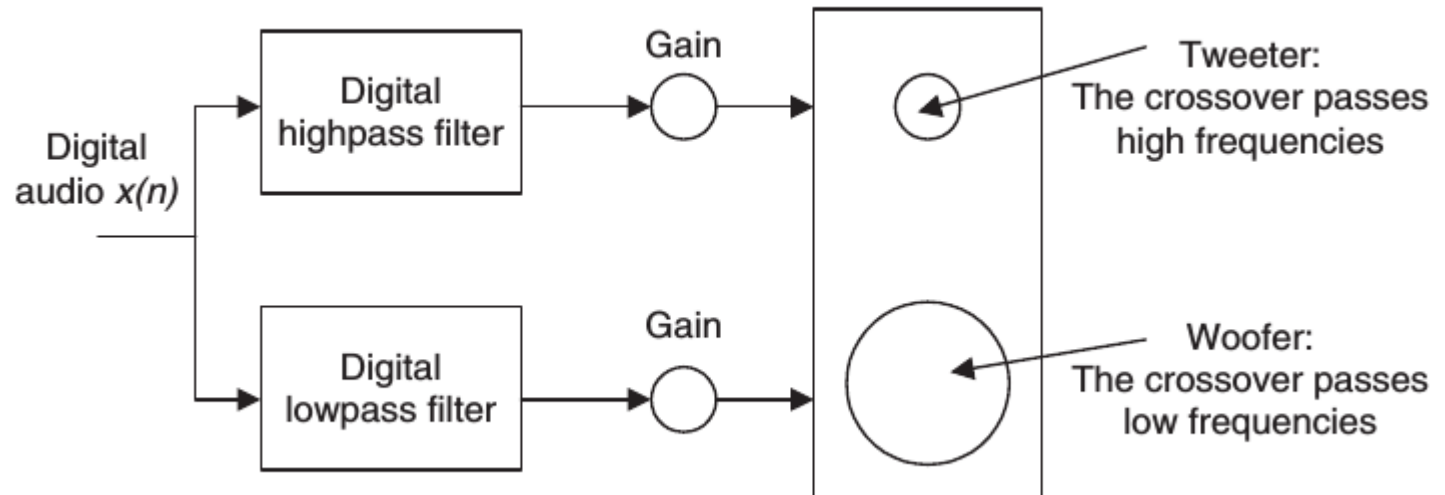 Digital
audio x(n)
Digital
highpass filter
Gain
Tweeter:
The crossover passes
high frequencies
Digital
lowpass filter
Gain
Woofer:
The crossover passes
low frequencies